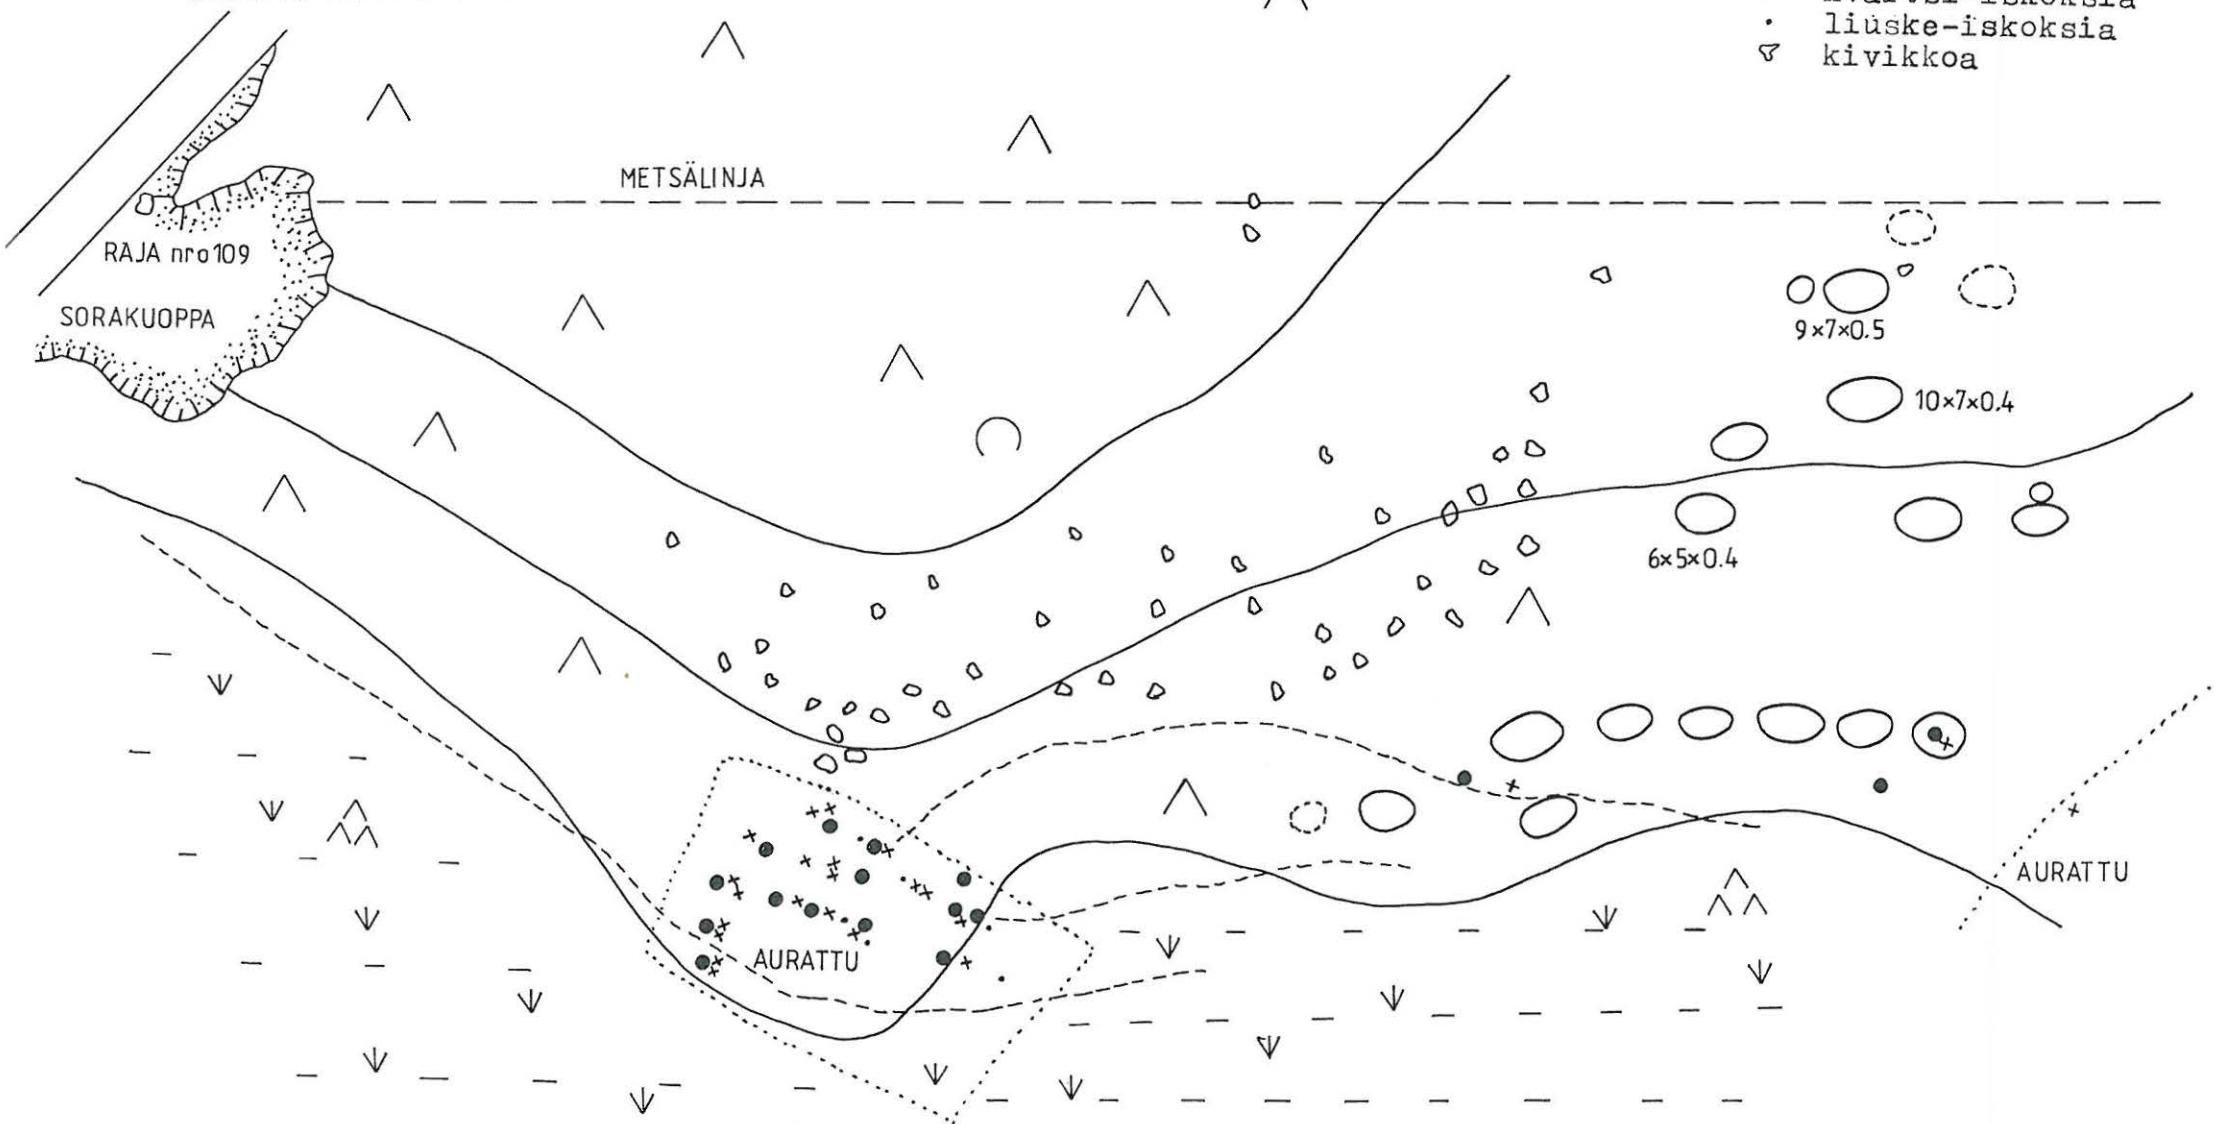 liuske-iskoksia
kivikkoa
METSÄLINJA
RAJA nro 109
SORAKUOPPA
9×7×0.5
10×7×0.4
6×5×0.4
AURATTU
AURATTU